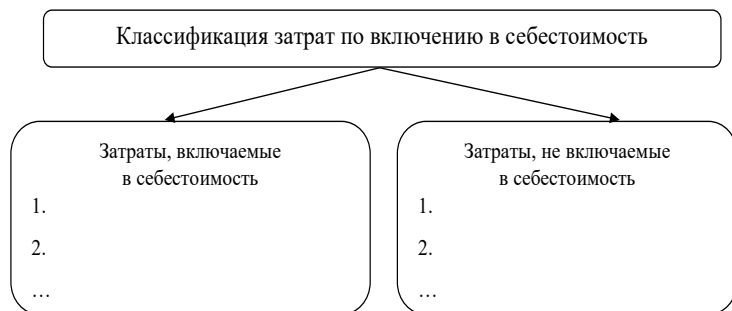 Классификация затрат по включению в себестоимость
Затраты, включаемые
в себестоимость
1.
2.
…
Затраты, не включаемые
в себестоимость
1.
2.
…